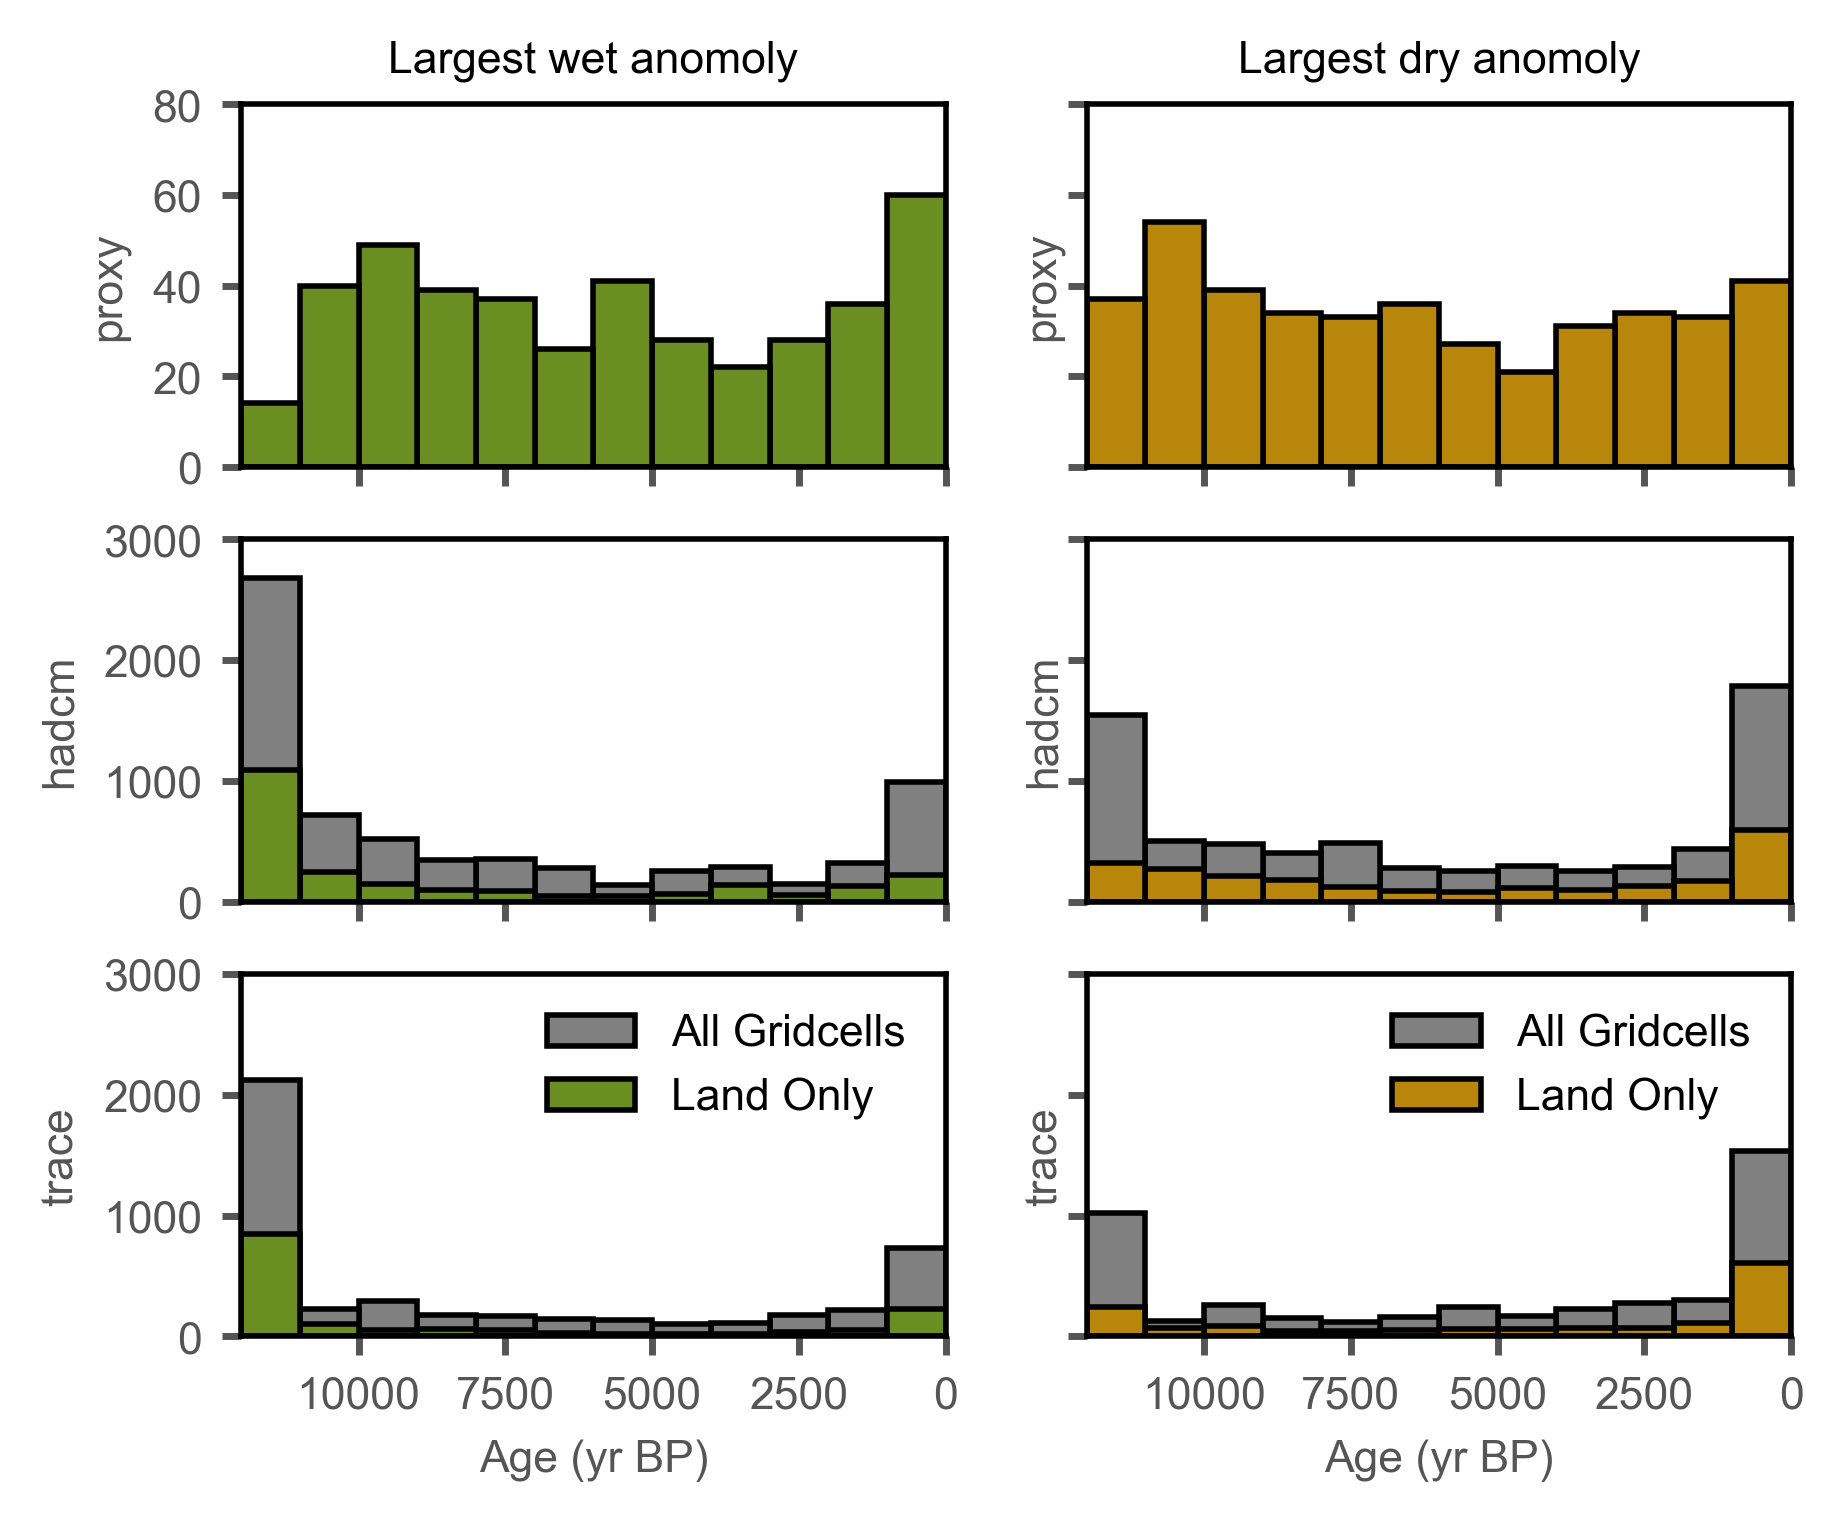 Largest wet anomoly
Largest dry anomoly
80
60
40
20
0
proxy
proxy
3000
2000
1000
0
hadcm
hadcm
3000
2000
1000
0
trace
All Gridcells
Land Only
trace
All Gridcells
Land Only
10000 7500 5000 2500 0
10000 7500 5000 2500 0
Age (yr BP)
Age (yr BP)